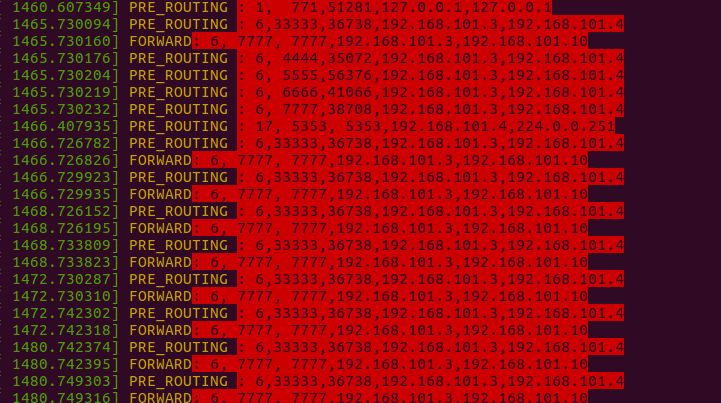 1460.607349] PRE_ROUTING : 1,  771,51281,127.0.0.1,127.0.0.1
1465.730094] PRE_ROUTING : 6,33333,36738,192.168.101.3,192.168.101.4
1465.730160] FORWARD: 6, 7777, 7777,192.168.101.3,192.168.101.10
1465.730176] PRE_ROUTING : 6, 4444,35072,192.168.101.3,192.168.101.4
1465.730204] PRE_ROUTING : 6, 5555,56376,192.168.101.3,192.168.101.4
1465.730219] PRE_ROUTING : 6, 6666,41066,192.168.101.3,192.168.101.4
1465.730232] PRE_ROUTING : 6, 7777,38708,192.168.101.3,192.168.101.4
1466.407935] PRE_ROUTING : 17, 5353, 5353,192.168.101.4,224.0.0.251
1466.726782] PRE_ROUTING : 6,33333,36738,192.168.101.3,192.168.101.4
1466.726826] FORWARD: 6, 7777, 7777,192.168.101.3,192.168.101.10
1466.729923] PRE_ROUTING : 6,33333,36738,192.168.101.3,192.168.101.4
1466.729935] FORWARD: 6, 7777, 7777,192.168.101.3,192.168.101.10
1468.726152] PRE_ROUTING : 6,33333,36738,192.168.101.3,192.168.101.4
1468.726195] FORWARD: 6, 7777, 7777,192.168.101.3,192.168.101.10
1468.733809] PRE_ROUTING : 6,33333,36738,192.168.101.3,192.168.101.4
1468.733823] FORWARD: 6, 7777, 7777,192.168.101.3,192.168.101.10
1472.730287] PRE_ROUTING : 6,33333,36738,192.168.101.3,192.168.101.4
1472.730310] FORWARD: 6, 7777, 7777,192.168.101.3,192.168.101.10
1472.742302] PRE_ROUTING : 6,33333,36738,192.168.101.3,192.168.101.4
1472.742318] FORWARD: 6, 7777, 7777,192.168.101.3,192.168.101.10
1480.742374] PRE_ROUTING : 6,33333,36738,192.168.101.3,192.168.101.4
1480.742395] FORWARD: 6, 7777, 7777,192.168.101.3,192.168.101.10
1480.749303] PRE_ROUTING : 6,33333,36738,192.168.101.3,192.168.101.4
1480.749316] FORWARD: 6, 7777, 7777,192.168.101.3,192.168.101.10